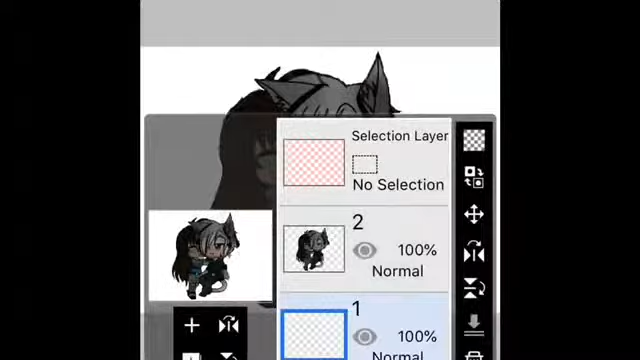 Selection Layer
No Selection
2
100%
Normal
1
100%
Normal